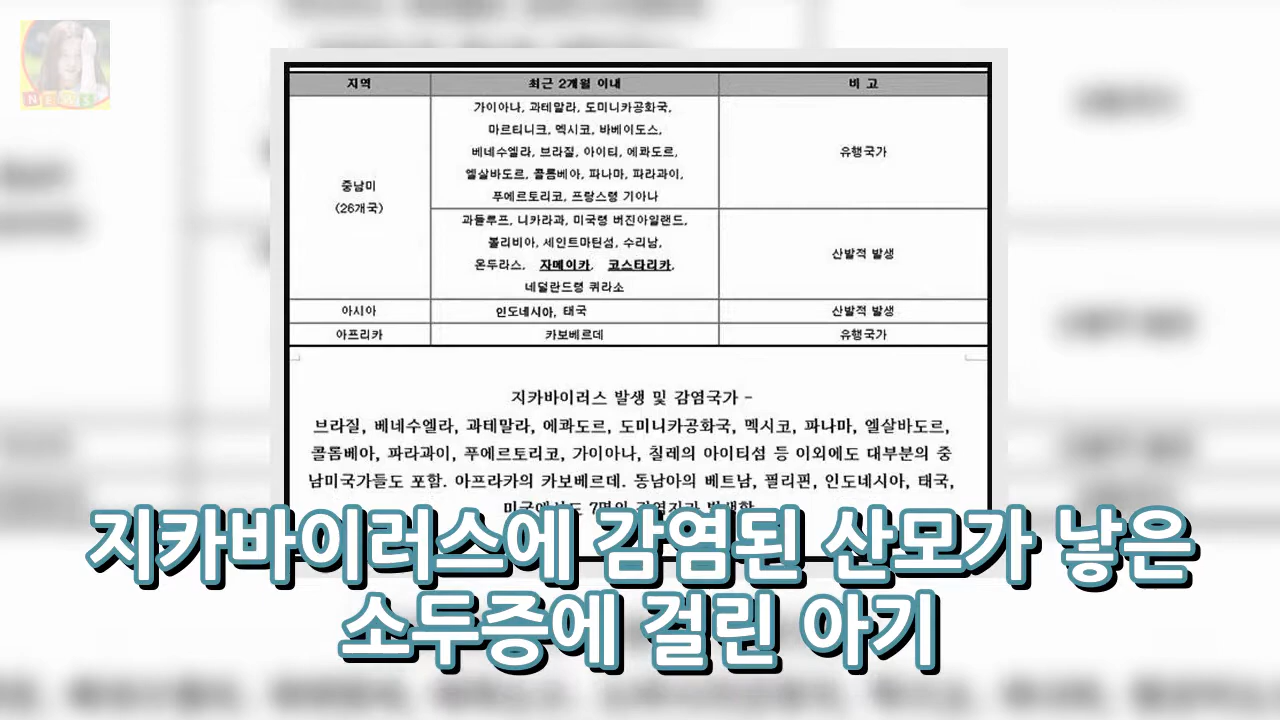 NEWS
지역 최근 2개월 이내 비 고
중남미
(26개국)
가이아나, 과테말라, 도미니카공화국,
마르티니크, 멕시코, 바베이도스,
베네수엘라, 브라질, 아이티, 에콰도르,
엘살바도르, 콜롬베아, 파나마, 파라과이,
푸에르토리코, 프랑스령 기아나
유행국가
과들루프, 니카라과, 미국령 버진아일랜드,
볼리비아, 세인트마틴섬, 수리남,
온두라스, 자메이카, 코스타리카,
네덜란드령 퀴라소
산발적 발생
아시아 인도네시아, 태국 산발적 발생
아프리카 카보베르데 유행국가
지카바이러스 발생 및 감염국가 -
브라질, 베네수엘라, 과테말라, 에콰도르, 도미니카공화국, 멕시코, 파나마, 엘살바도르,
콜롬베아, 파라과이, 푸에르토리코, 가이아나, 칠레의 아이티섬 등 이외에도 대부분의 중
남미국가들도 포함. 아프라카의 카보베르데. 동남아의 베트남, 필리핀, 인도네시아, 태국,
지카바이러스에 감염된 산모가 낳은
소두증에 걸린 아기